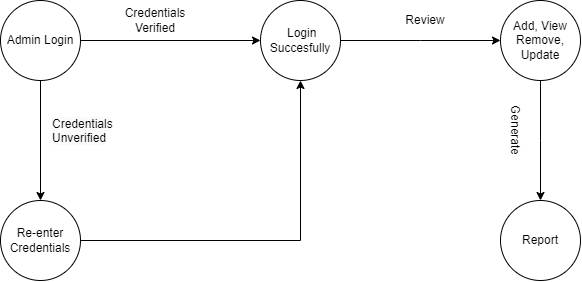 Admin Login
Credentials
Verified
Login
Succesfully
Review
Add, View
Remove,
Update
Credentials
Unverified
Generate
Re-enter
Credentials
Report